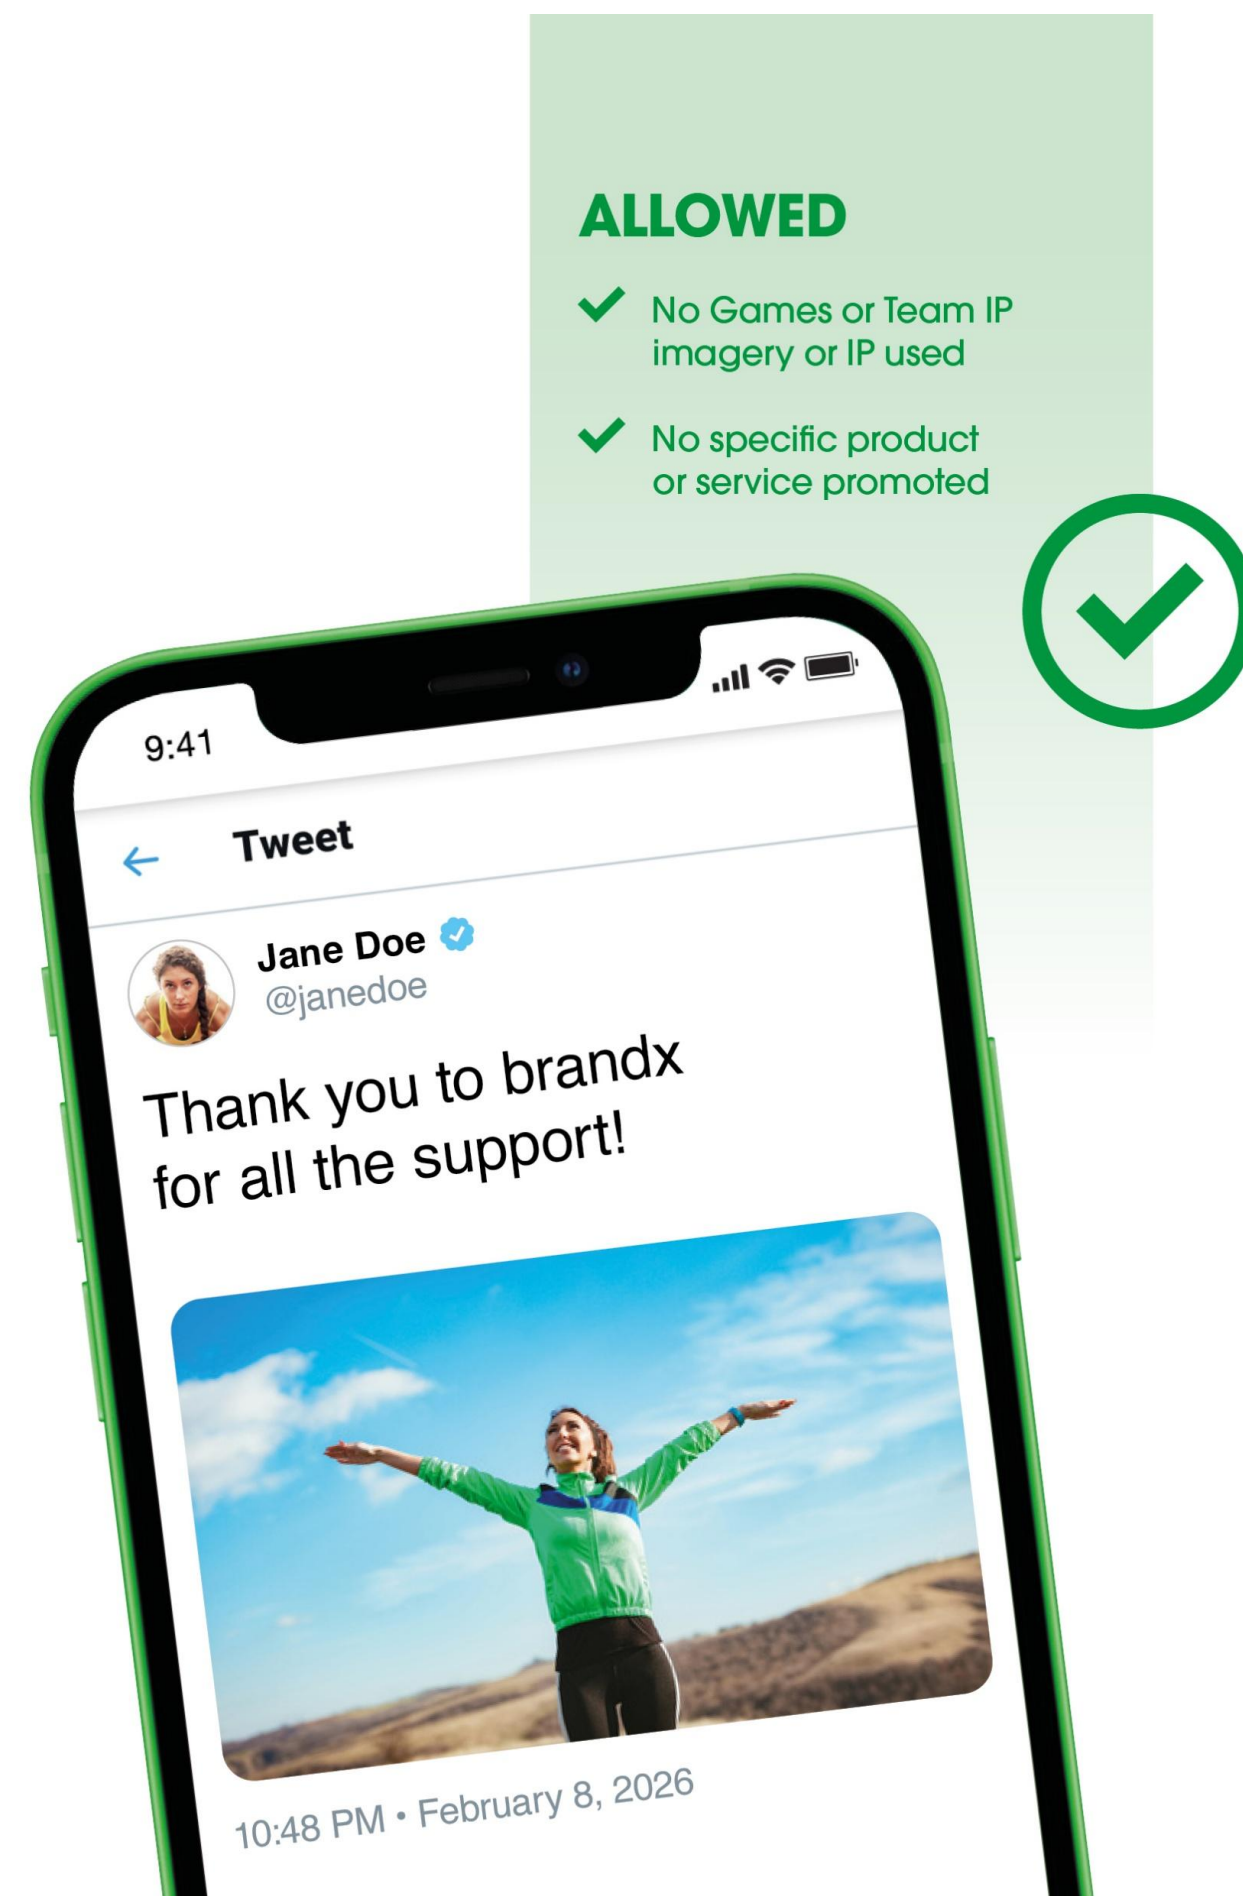 ALLOWED
No Games or Team IP
imagery or IP used
No specific product
or service promoted
9:41
Tweet
Jane Doe
@janedoe
Thank you to brandx
for all the support!
10:48 PM • February 8, 2026